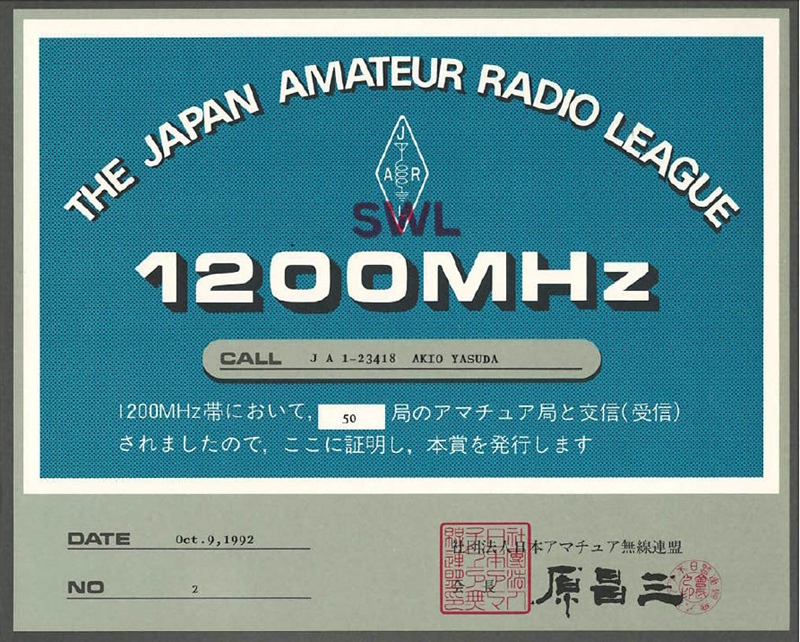 THE JAPAN AMATEUR RADIO LEAGUE
J
A R
L
SWL
1200MHz
CALL J A 1-23418 AKIO YASUDA
1200MHz帯において, 50 局のアマチュア局と交信(受信)
されましたので, ここに証明し, 本賞を発行します
DATE Oct.9,1992
社団法人日本アマチュア無線連盟
NO 2
会長 原昌三